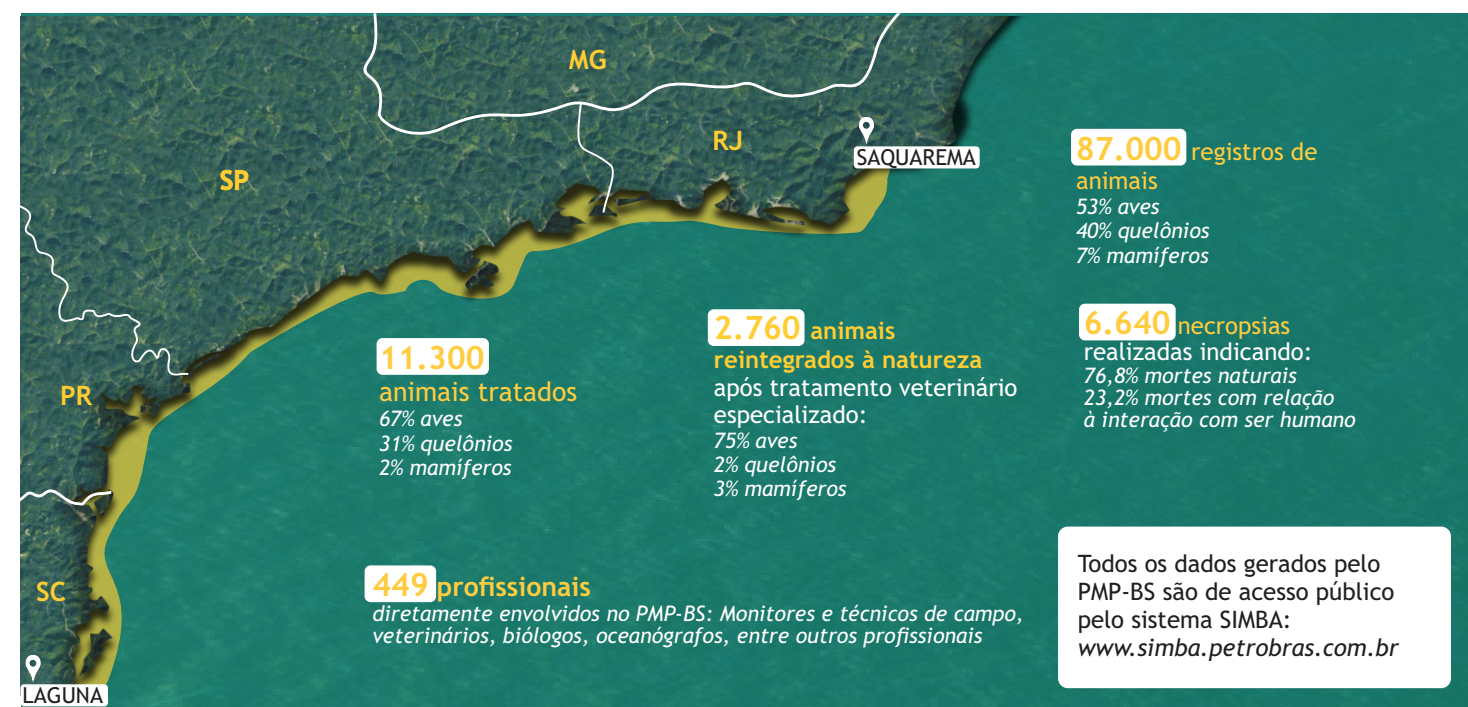 MG
RJ
SAQUAREMA
SP
PR
SC
LAGUNA
87.000 registros de
animais
53% aves
40% quelônios
7% mamíferos
11.300
animais tratados
67% aves
31% quelônios
2% mamíferos
2.760 animais
reintegrados à natureza
após tratamento veterinário
especializado:
75% aves
2% quelônios
3% mamíferos
6.640 necropsias
realizadas indicando:
76,8% mortes naturais
23,2% mortes com relação
à interação com ser humano
449 profissionais
diretamente envolvidos no PMP-BS: Monitores e técnicos de campo,
veterinários, biólogos, oceanógrafos, entre outros profissionais
Todos os dados gerados pelo
PMP-BS são de acesso público
pelo sistema SIMBA:
www.simba.petrobras.com.br